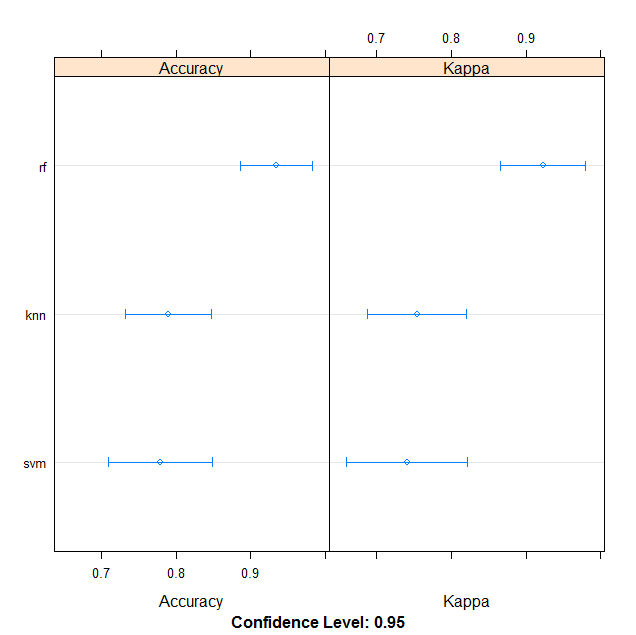 0.7 0.8 0.9
Accuracy Kappa
rf
knn
svm
0.7 0.8 0.9
Accuracy Kappa
Confidence Level: 0.95